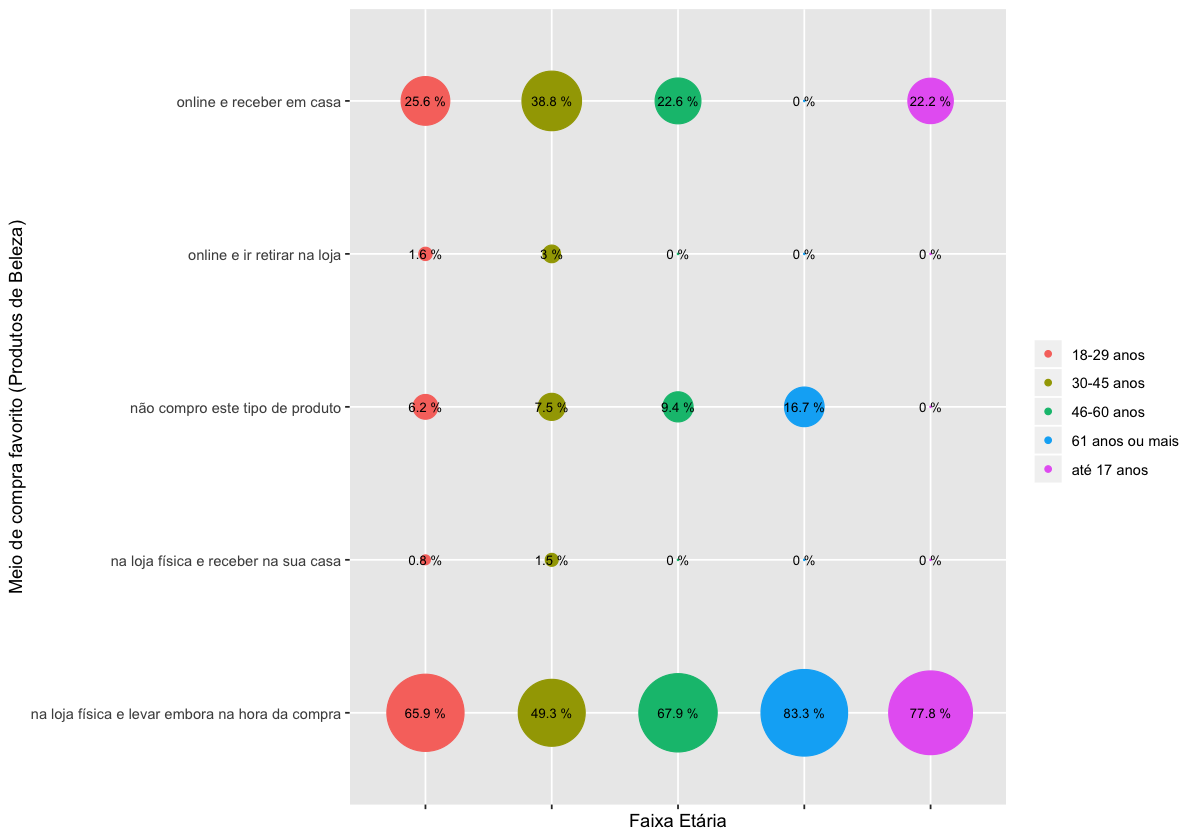 Meio de compra favorito (Produtos de Beleza)
online e receber em casa
25.6 %
38.8 %
22.6 %
0 %
22.2 %
online e ir retirar na loja
1.6 %
3 %
0 %
0 %
0 %
não compro este tipo de produto
6.2 %
7.5 %
9.4 %
16.7 %
0 %
na loja física e receber na sua casa
0.8 %
1.5 %
0 %
0 %
0 %
na loja física e levar embora na hora da compra
65.9 %
49.3 %
67.9 %
83.3 %
77.8 %
Faixa Etária
18-29 anos
30-45 anos
46-60 anos
61 anos ou mais
até 17 anos